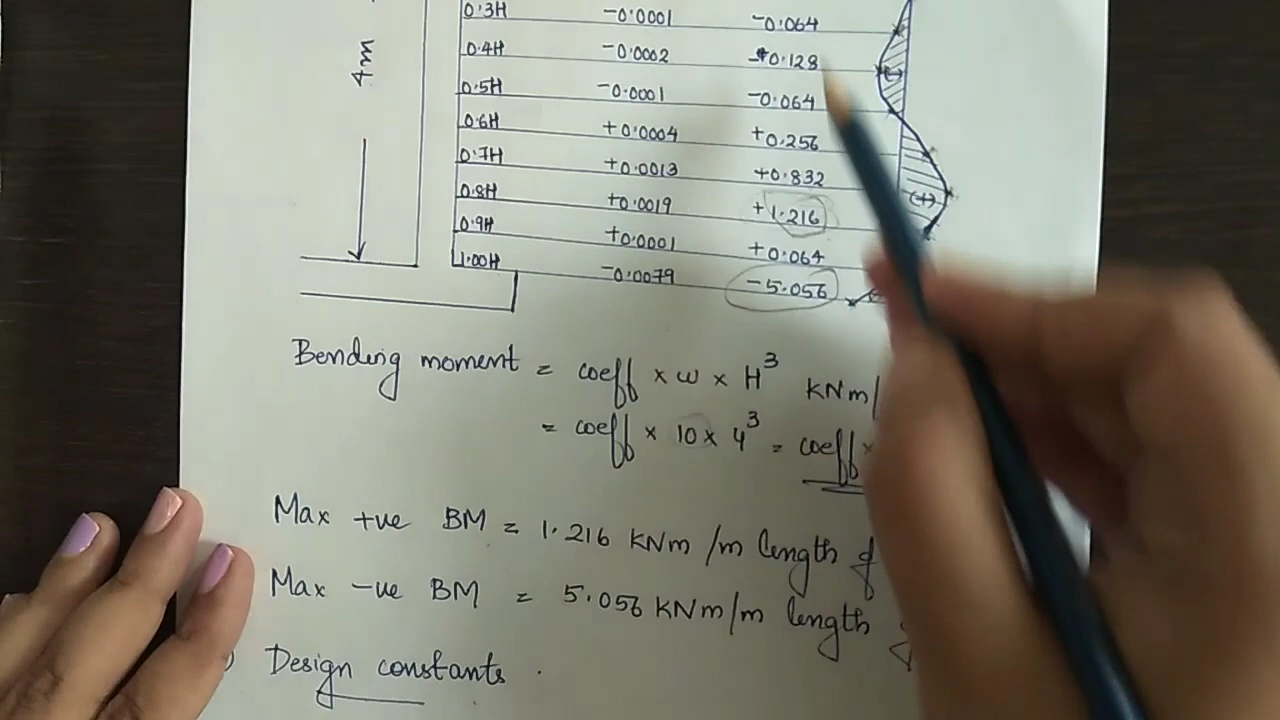 0.3H -0.0001 -0.064
0.4H -0.0002 -0.128
0.5H -0.0001 -0.064
0.6H +0.0004 +0.256
0.7H +0.0013 +0.832
0.8H +0.0019 +1.216
0.9H +0.0001 +0.064
1.00H -0.0079 -5.056
4m
(-)
(+)
Bending moment = coeff × w × H³ KNm/
= coeff × 10 × 4³ = coeff ×
Max +ve BM = 1.216 KNm/m length of
Max -ve BM = 5.056 KNm/m length
) Design constants.